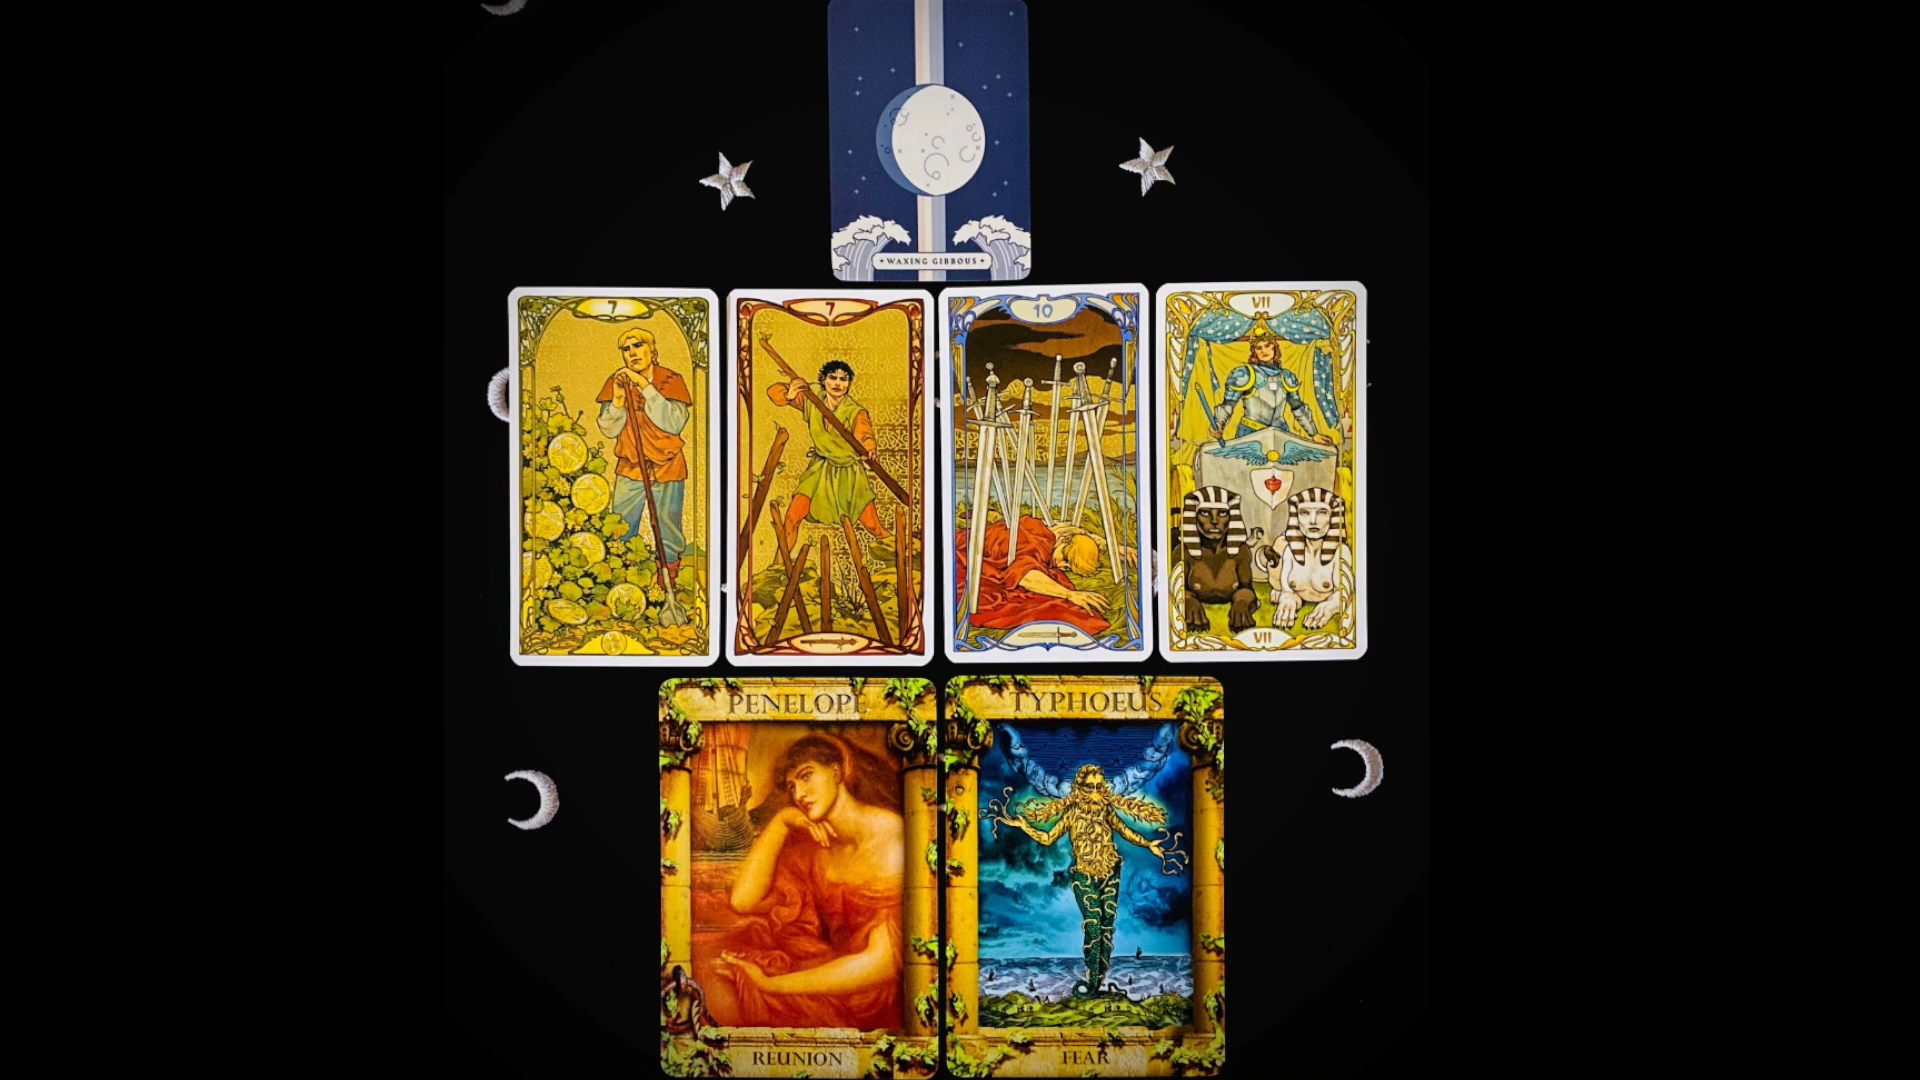 WAXING GIBBOUS
7
7
10
VII
VII
PENELOPE
TYPHOEUS
REUNION
FEAR